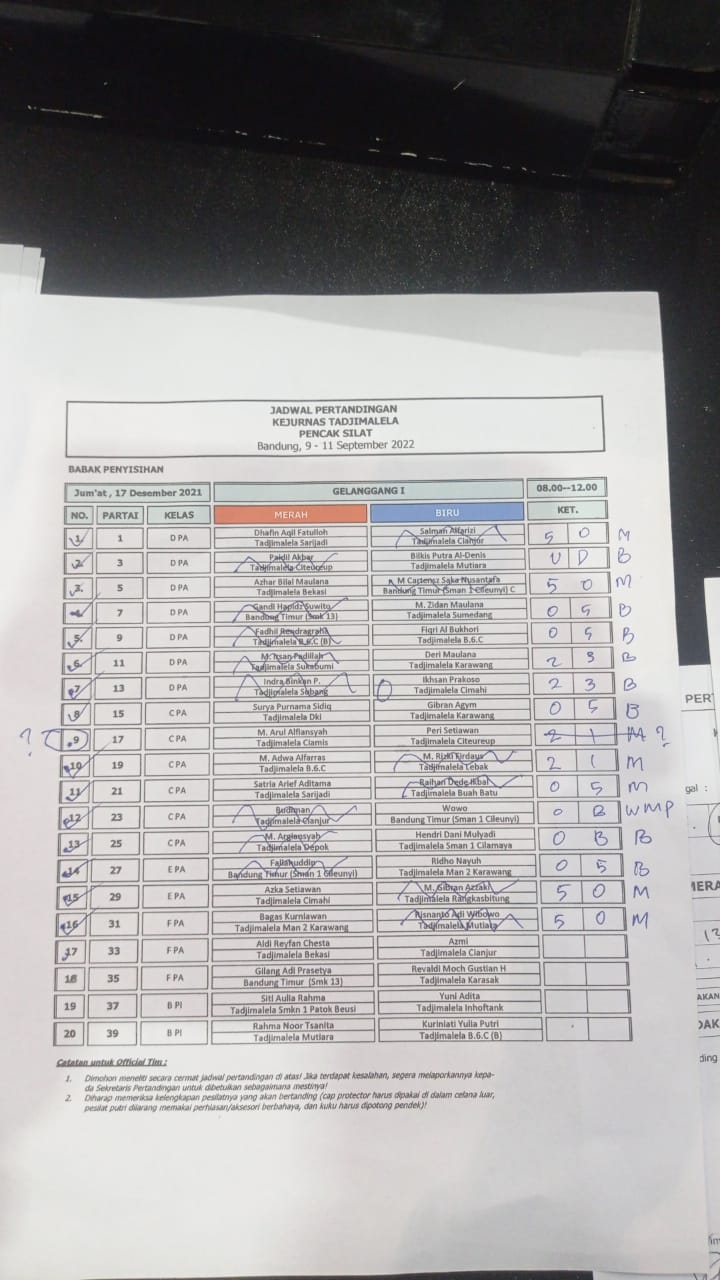 JADWAL PERTANDINGAN
KEJURNAS TADJIMALELA
PENCAK SILAT
Bandung, 9 - 11 September 2022
BABAK PENYISIHAN
Jum'at, 17 Desember 2021 GELANGGANG I 08.00--12.00
NO. PARTAI KELAS MERAH BIRU KET.
1 1 D PA Dhafin Aqil Fatulloh Salman Alfarizi 5 0 M
Tadjimalela Sarijadi Tadjimalela Cianjur
2 3 D PA Akbar Bilkis Putra Al-Denis U D B
Tadjimalela Citeureup Tadjimalela Mutiara
3. 5 D PA Azhar Bilal Maulana M Saka Nusantara 5 0 M
Tadjimalela Bekasi Bandung Timur (Sman 1 Cileunyi) C
4 7 D PA Gandi Hapidz Suwito M. Zidan Maulana 0 5 B
Bandung Timur (Smk 13) Tadjimalela Sumedang
5. 9 D PA Fadhil Rendragraha Fiqri Al Bukhori 0 5 B
Tadjimalela B.6.C (B) Tadjimalela B.6.C
6 11 D PA M. Ihsan Padillah Deri Maulana 2 3 B
Tadjimalela Sukabumi Tadjimalela Karawang
7 13 D PA Indra Binkan P. Ikhsan Prakoso 2 3 B
Tadjimalela Subang Tadjimalela Cimahi
8 15 C PA Surya Purnama Sidiq Gibran Agym 0 5 B
Tadjimalela Dki Tadjimalela Karawang
? 9 17 C PA M. Arul Alfiansyah Peri Setiawan 2 1 M ?
Tadjimalela Ciamis Tadjimalela Citeureup
10 19 C PA M. Adwa Alfarras M. Rizki Firdaus 2 1 M
Tadjimalela B.6.C Tadjimalela Lebak
11 21 C PA Satria Arief Aditama Raihan Dede Ikbal 0 5 M
Tadjimalela Sarijadi Tadjimalela Buah Batu
12 23 C PA Budiman Wowo 0 B WMP
Tadjimalela Cianjur Bandung Timur (Sman 1 Cileunyi)
13 25 C PA M. Hendri Dani Mulyadi 0 B B
Tadjimalela Depok Tadjimalela Sman 1 Cilamaya
14 27 E PA Fallahuddin Ridho Nayuh 0 5 B
Bandung Timur (Sman 1 Cileunyi) Tadjimalela Man 2 Karawang
15 29 E PA Azka Setiawan M. Gibran Azzaki 5 0 M
Tadjimalela Cimahi Tadjimalela Rangkasbitung
16 31 F PA Bagas Kurniawan Risnanto Adi Wibowo 5 0 M
Tadjimalela Man 2 Karawang Tadjimalela Mutiara
17 33 F PA Aldi Reyfan Chesta Azmi
Tadjimalela Bekasi Tadjimalela Cianjur
18 35 F PA Gilang Adi Prasetya Revaldi Moch Gustian H
Bandung Timur (Smk 13) Tadjimalela Karasak
19 37 B PI Siti Aulia Rahma Yuni Adita
Tadjimalela Smkn 1 Patok Beusi Tadjimalela Inhoftank
20 39 B PI Rahma Noor Tsanita Kuriniati Yulia Putri
Tadjimalela Mutiara Tadjimalela B.6.C (B)
Catatan untuk Official Tim :
1. Dimohon meneliti secara cermat jadwal pertandingan di atas! Jika terdapat kesalahan, segera melaporkannya kepa-
da Sekretaris Pertandingan untuk dibetulkan sebagaimana mestinya!
2. Diharap memeriksa kelengkapan pesilatnya yang akan bertanding (cap protector harus dipakai di dalam celana luar,
pesilat putri dilarang memakai perhiasan/aksesori berbahaya, dan kuku harus dipotong pendek)!
PER
gal :
MERA
AKAN
DAK
ding